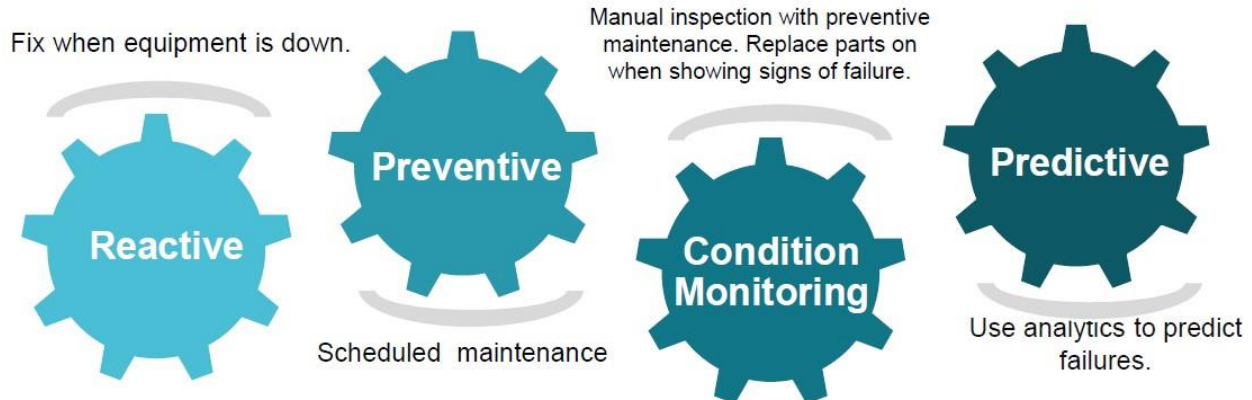 Fix when equipment is down.
Reactive
Preventive
Scheduled maintenance
Manual inspection with preventive
maintenance. Replace parts on
when showing signs of failure.
Condition
Monitoring
Predictive
Use analytics to predict
failures.